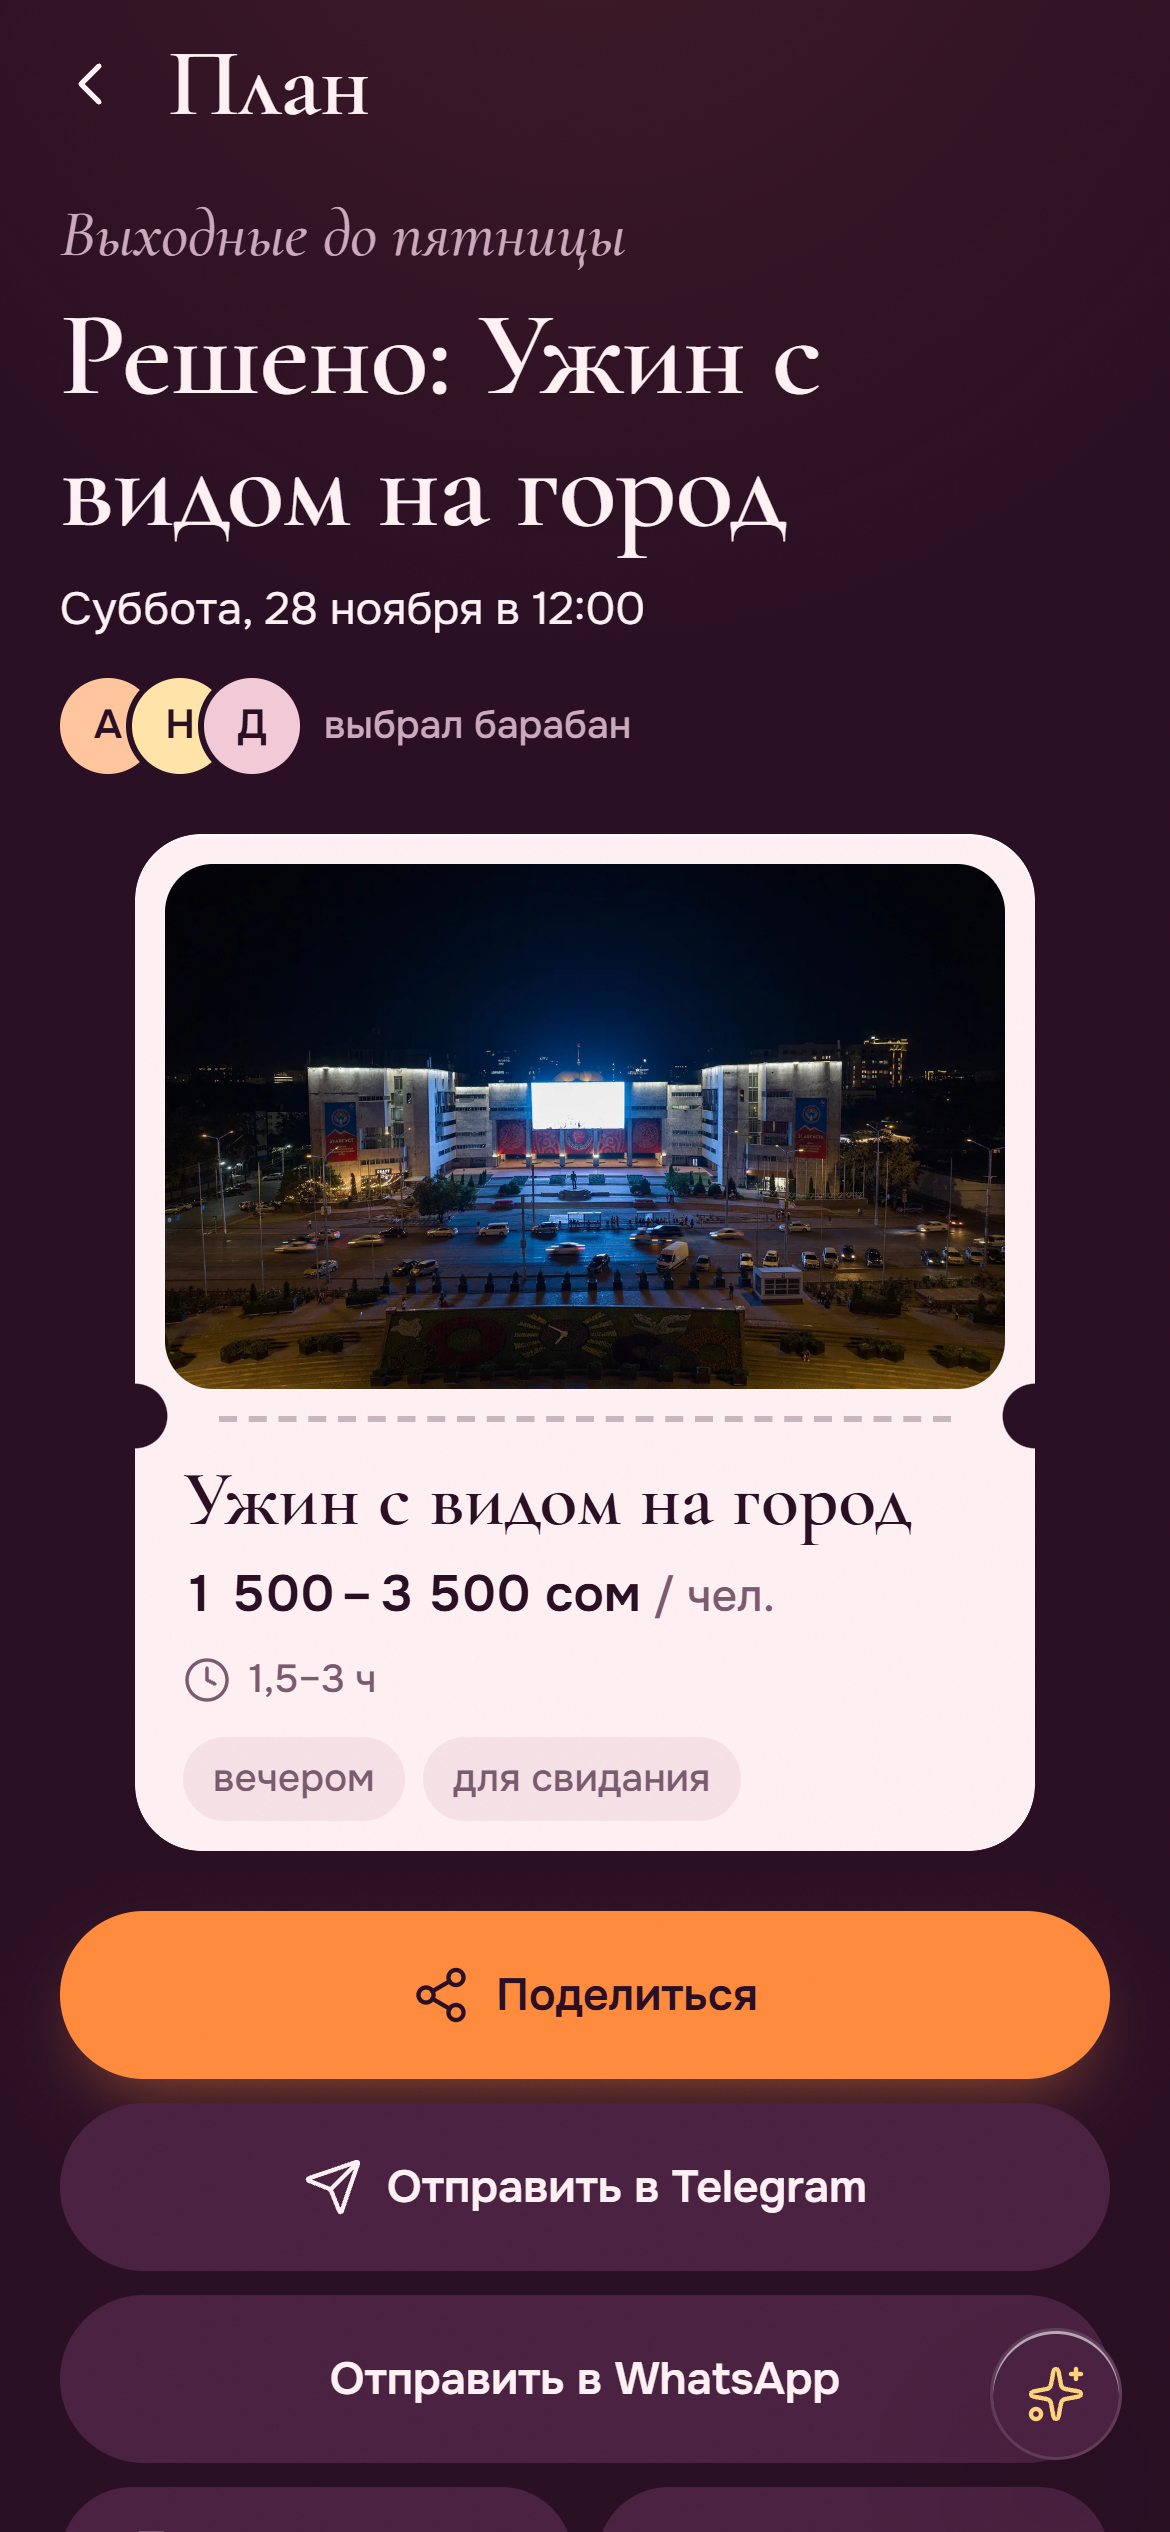 План
Выходные до пятницы
Решено: Ужин с
видом на город
Суббота, 28 ноября в 12:00
А Н Д выбрал барабан
Ужин с видом на город
1 500 – 3 500 сом / чел.
1,5–3 ч
вечером для свидания
Поделиться
Отправить в Telegram
Отправить в WhatsApp